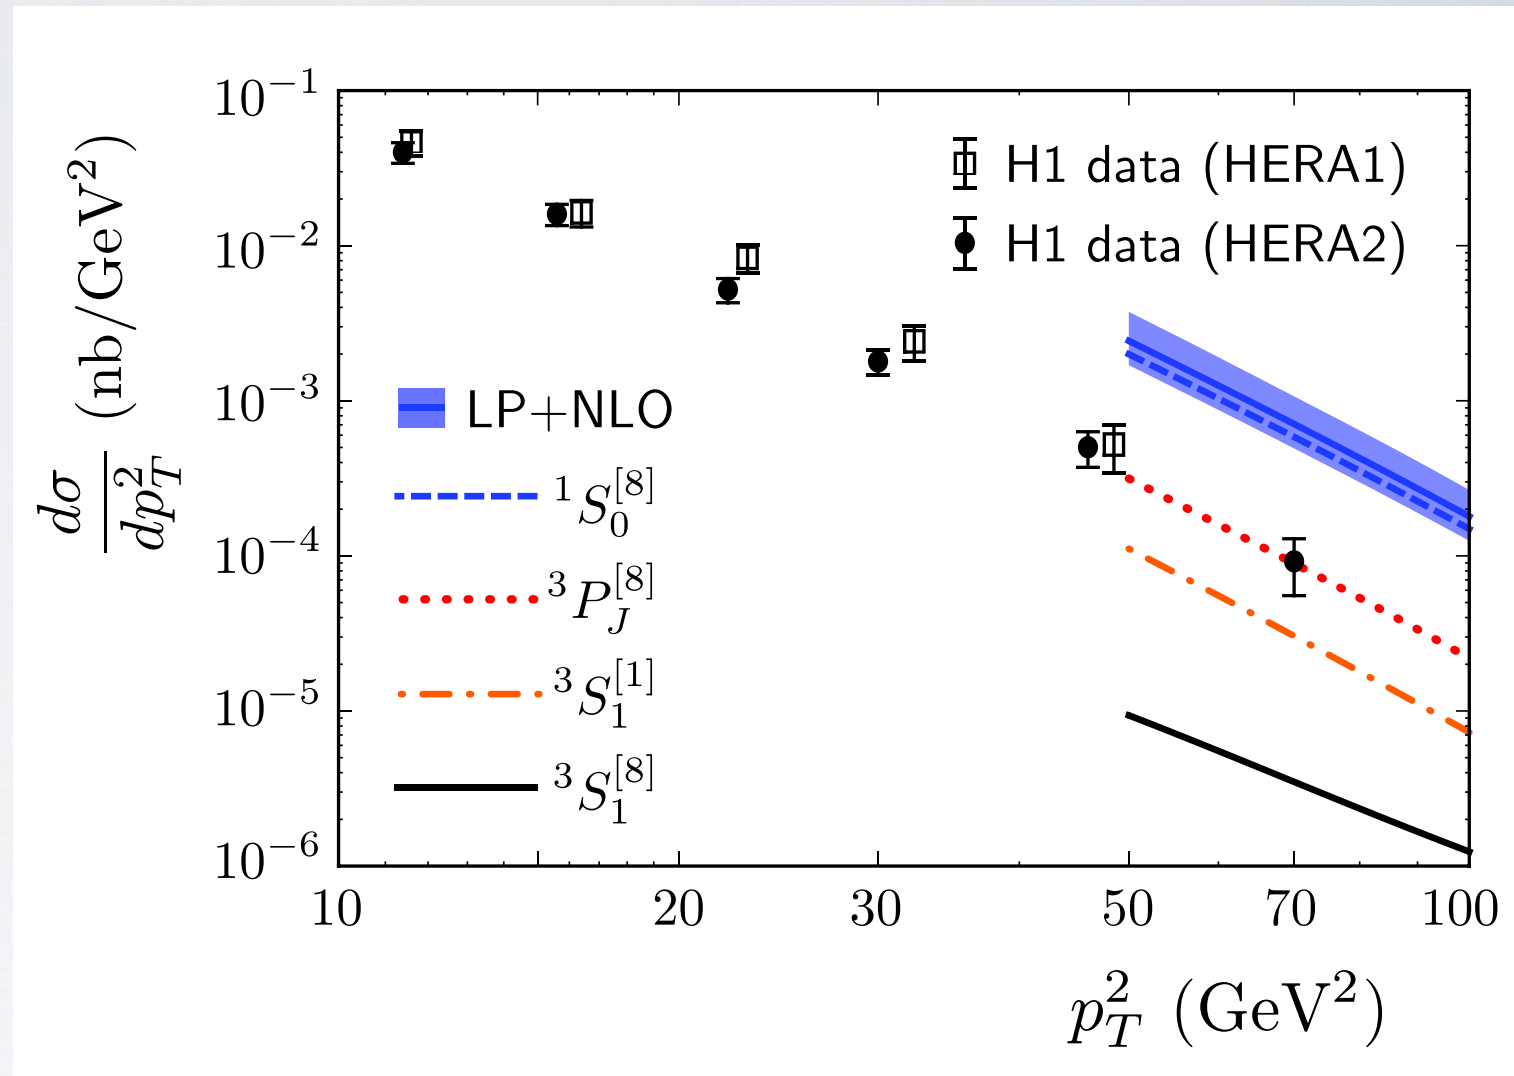 10^{-1}
10^{-2}
10^{-3}
10^{-4}
10^{-5}
10^{-6}
\frac{d\sigma}{dp_T^2} (nb/GeV^2)
H1 data (HERA1)
H1 data (HERA2)
LP+NLO
^1S_0^{[8]}
^3P_J^{[8]}
^3S_1^{[1]}
^3S_1^{[8]}
10 20 30 50 70 100
p_T^2 (GeV^2)